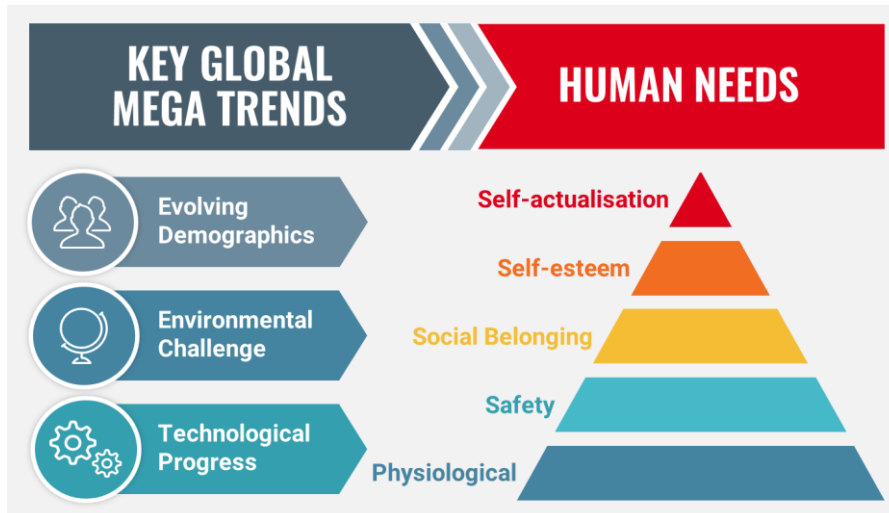 KEY GLOBAL
MEGA TRENDS
HUMAN NEEDS
Evolving
Demographics
Environmental
Challenge
Technological
Progress
Self-actualisation
Self-esteem
Social Belonging
Safety
Physiological